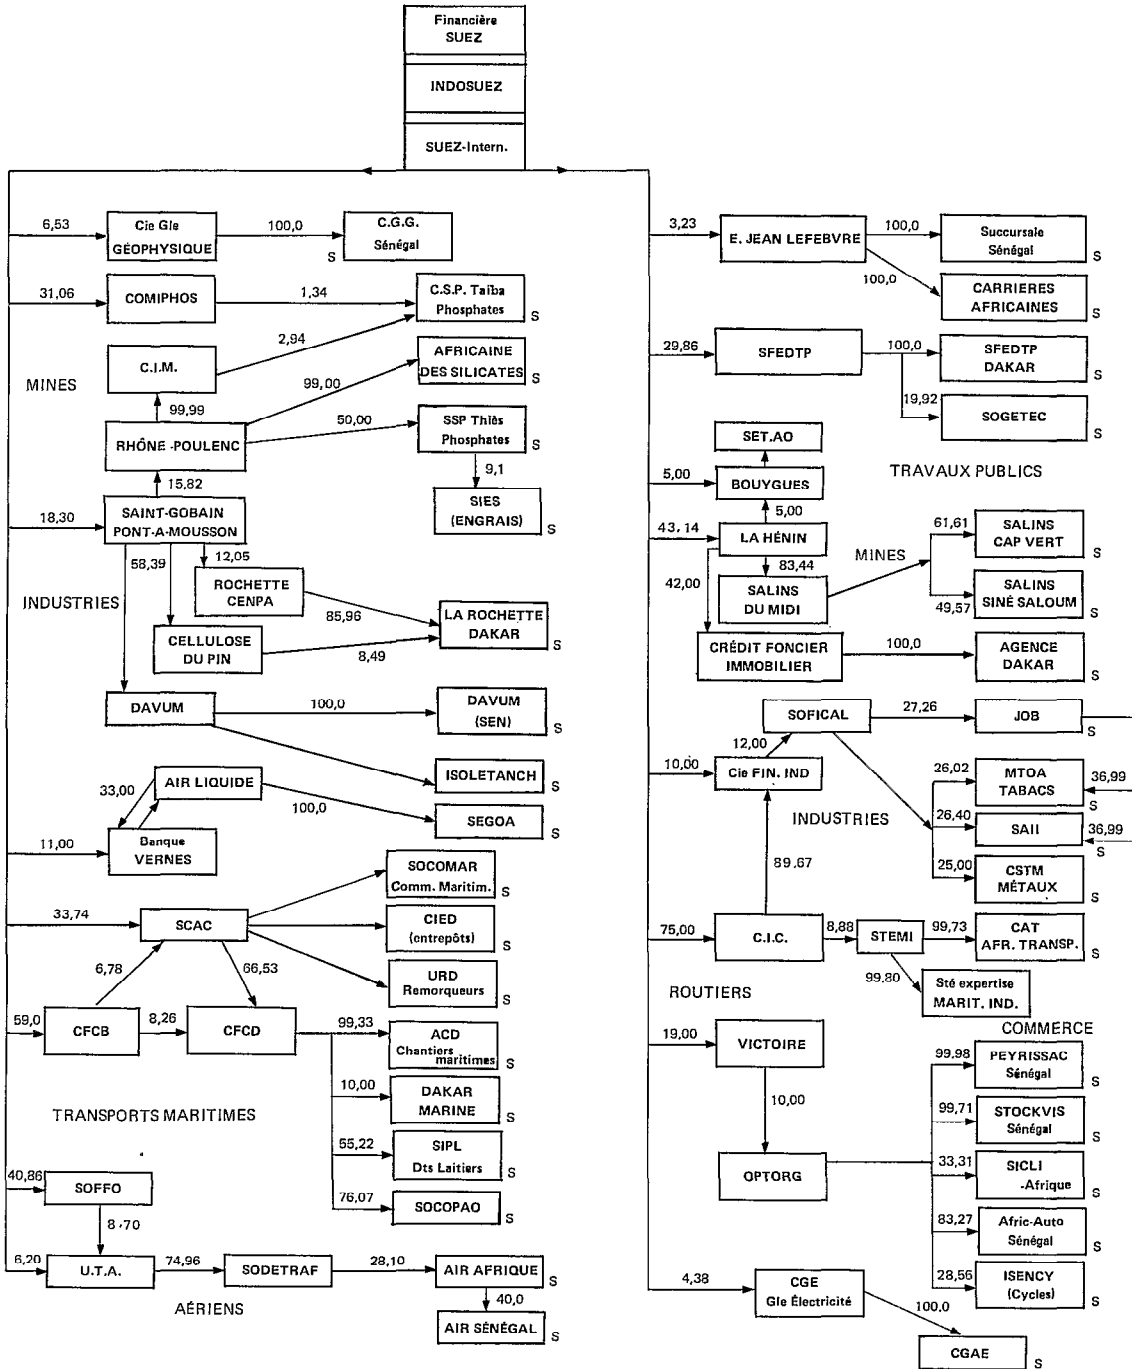 Financière
SUEZ
INDOSUEZ
SUEZ-Intern.
6,53
Cie Gle
GÉOPHYSIQUE
100,0
C.G.G.
Sénégal
S
31,06
COMIPHOS
1,34
C.S.P. Taiba
Phosphates
S
2,94
MINES
C.I.M.
AFRICAINE
DES SILICATES
S
99,00
99,99
RHÔNE-POULENC
50,00
SSP Thiès
Phosphates
S
15,82
9,1
18,30
SAINT-GOBAIN
PONT-A-MOUSSON
SIES
(ENGRAIS)
S
58,39
12,05
INDUSTRIES
ROCHETTE
CENPA
85,96
LA ROCHETTE
DAKAR
S
CELLULOSE
DU PIN
8,49
DAVUM
100,0
DAVUM
(SEN)
S
ISOLETANCH
S
33,00
AIR LIQUIDE
100,0
SEGOA
S
11,00
Banque
VERNES
SOCOMAR
Comm. Maritim.
S
33,74
SCAC
CIED
(entrepôts)
S
6,78
66,53
URD
Remorqueurs
S
59,0
CFCB
8,26
CFCD
99,33
ACD
Chantiers
maritimes
S
10,00
DAKAR
MARINE
S
TRANSPORTS MARITIMES
55,22
SIPL
Dts Laitiers
S
40,86
SOFFO
76,07
SOCOPAO
S
8,70
6,20
U.T.A.
74,96
SODETRAF
28,10
AIR AFRIQUE
S
AÉRIENS
40,0
AIR SÉNÉGAL
S
3,23
E. JEAN LEFEBVRE
100,0
Succursale
Sénégal
S
100,0
CARRIERES
AFRICAINES
S
29,86
SFEDTP
100,0
SFEDTP
DAKAR
S
19,92
SOGETEC
S
SET.AO
TRAVAUX PUBLICS
5,00
BOUYGUES
5,00
43,14
LA HÉNIN
MINES
61,61
SALINS
CAP VERT
S
42,00
83,44
SALINS
DU MIDI
49,57
SALINS
SINÉ SALOUM
S
CRÉDIT FONCIER
IMMOBILIER
100,0
AGENCE
DAKAR
S
SOFICAL
27,26
JOB
12,00
10,00
Cie FIN. IND
26,02
MTOA
TABACS
36,99
S
INDUSTRIES
26,40
SAII
36,99
S
89,67
25,00
CSTM
MÉTAUX
S
75,00
C.I.C.
8,88
STEMI
99,73
CAT
AFR. TRANSP.
S
99,80
Sté expertise
MARIT. IND.
ROUTIERS
COMMERCE
19,00
VICTOIRE
99,98
PEYRISSAC
Sénégal
S
10,00
99,71
STOCKVIS
Sénégal
S
OPTORG
33,31
SICLI
-Afrique
S
83,27
Afric-Auto
Sénégal
S
4,38
CGE
Gle Électricité
28,56
ISENCY
(Cycles)
S
100,0
CGAE
S